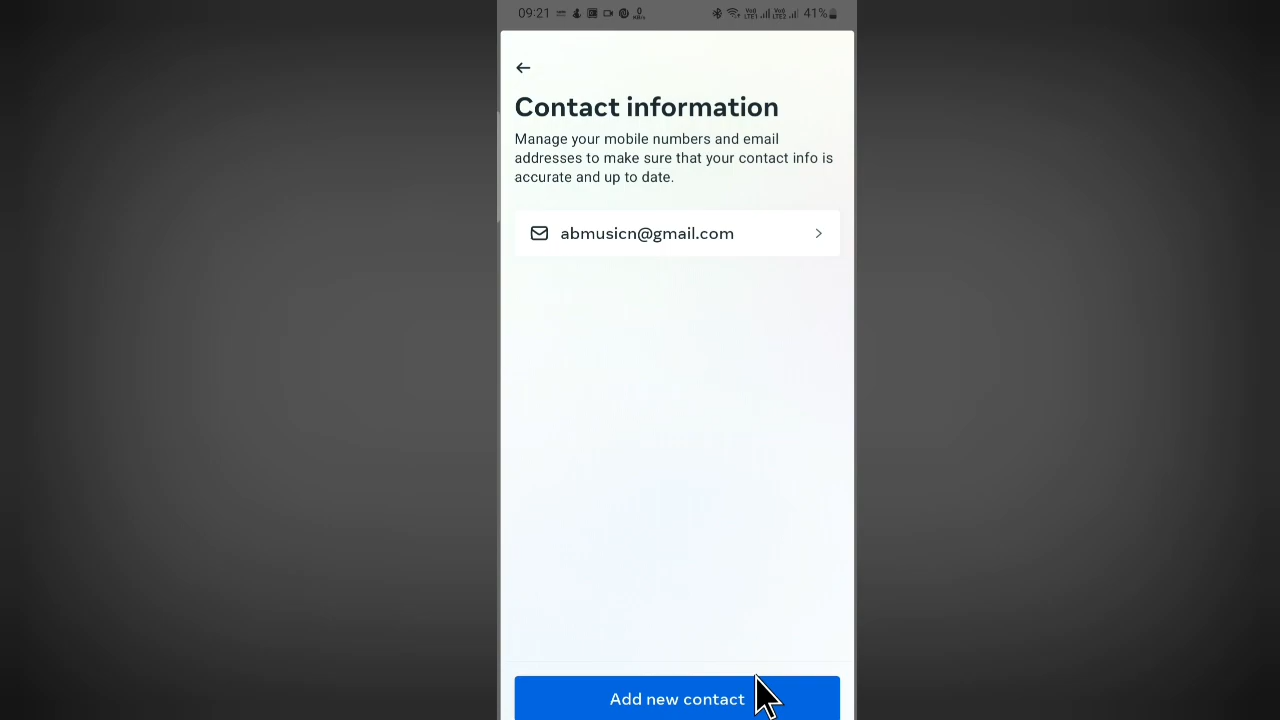 09:21 41%
Contact information
Manage your mobile numbers and email
addresses to make sure that your contact info is
accurate and up to date.
abmusicn@gmail.com
Add new contact